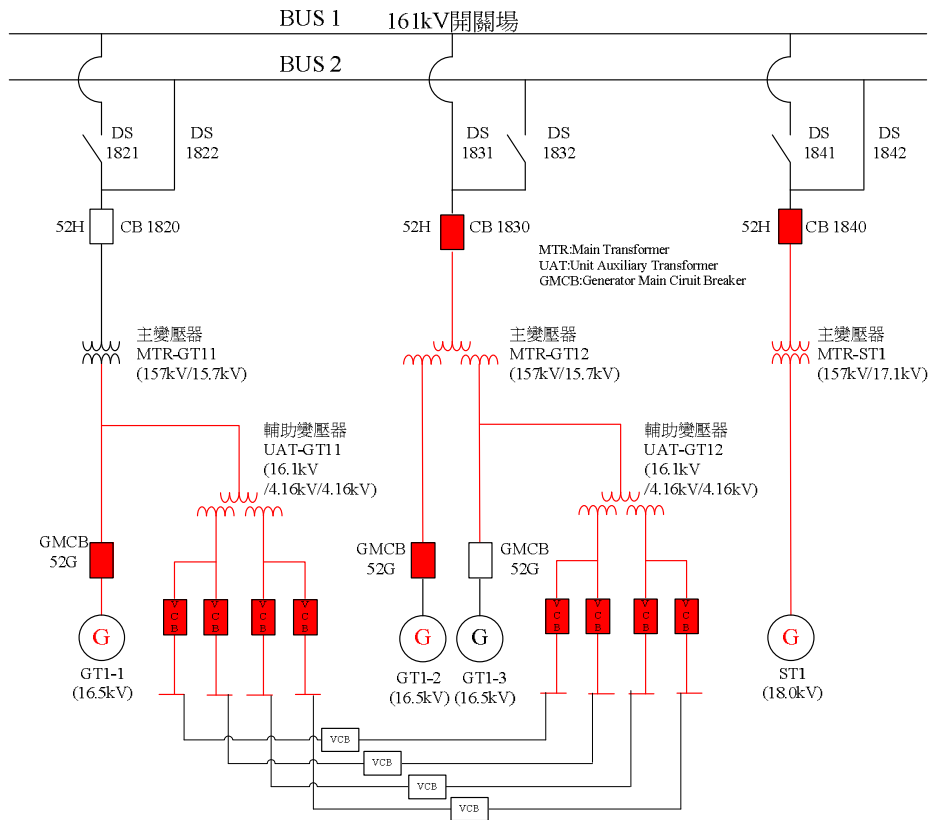 BUS 1
161kV開關場
BUS 2
DS
1821
DS
1822
DS
1831
DS
1832
DS
1841
DS
1842
52H
CB 1820
52H
CB 1830
52H
CB 1840
MTR:Main Transformer
UAT:Unit Auxiliary Transformer
GMCB:Generator Main Ciruit Breaker
主變壓器
MTR-GT11
(157kV/15.7kV)
主變壓器
MTR-GT12
(157kV/15.7kV)
主變壓器
MTR-ST1
(157kV/17.1kV)
輔助變壓器
UAT-GT11
(16.1kV
/4.16kV/4.16kV)
輔助變壓器
UAT-GT12
(16.1kV
/4.16kV/4.16kV)
GMCB
52G
GMCB
52G
GMCB
52G
VCB
VCB
VCB
VCB
VCB
VCB
VCB
VCB
G
GT1-1
(16.5kV)
G
GT1-2
(16.5kV)
G
GT1-3
(16.5kV)
G
ST1
(18.0kV)
VCB
VCB
VCB
VCB